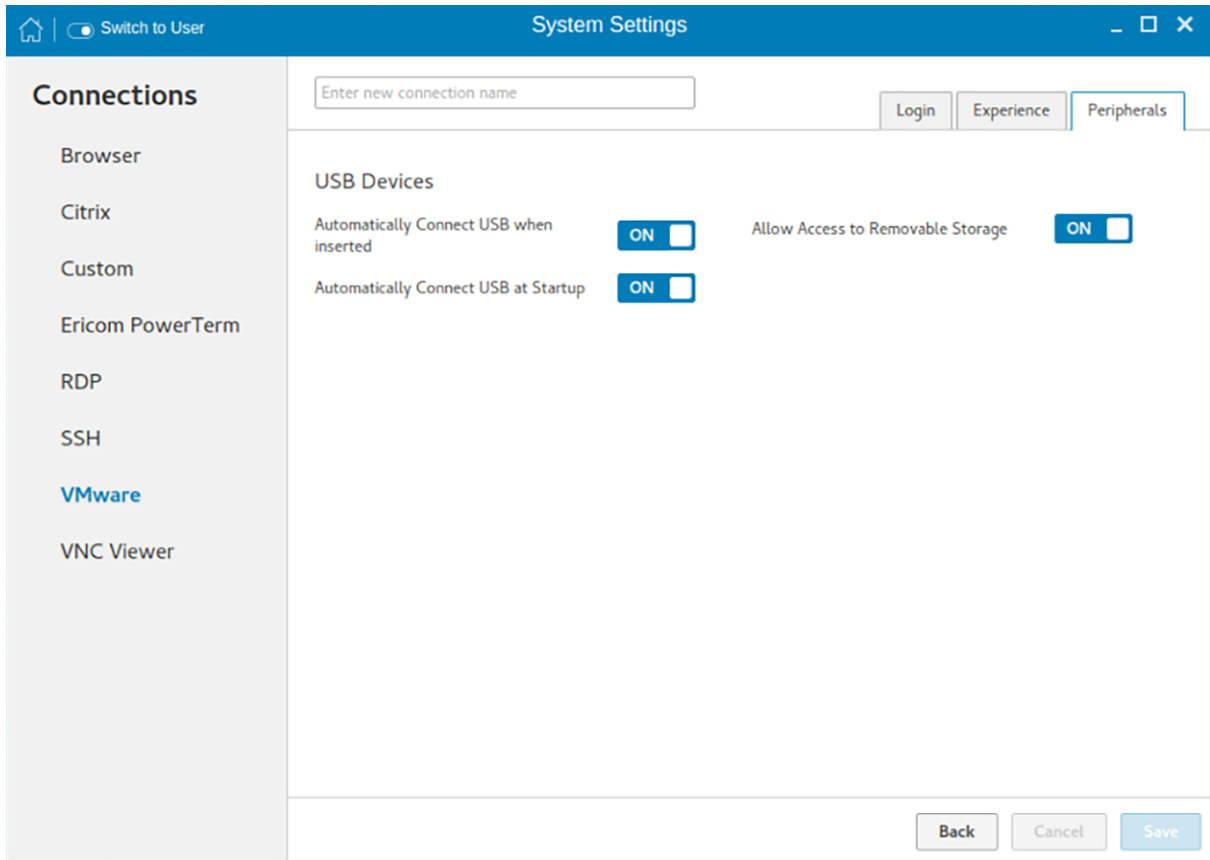 Switch to User
System Settings
Connections
Browser
Citrix
Custom
Ericom PowerTerm
RDP
SSH
VMware
VNC Viewer
Enter new connection name
Login
Experience
Peripherals
USB Devices
Automatically Connect USB when
inserted
ON
Allow Access to Removable Storage
ON
Automatically Connect USB at Startup
ON
Back
Cancel
Save